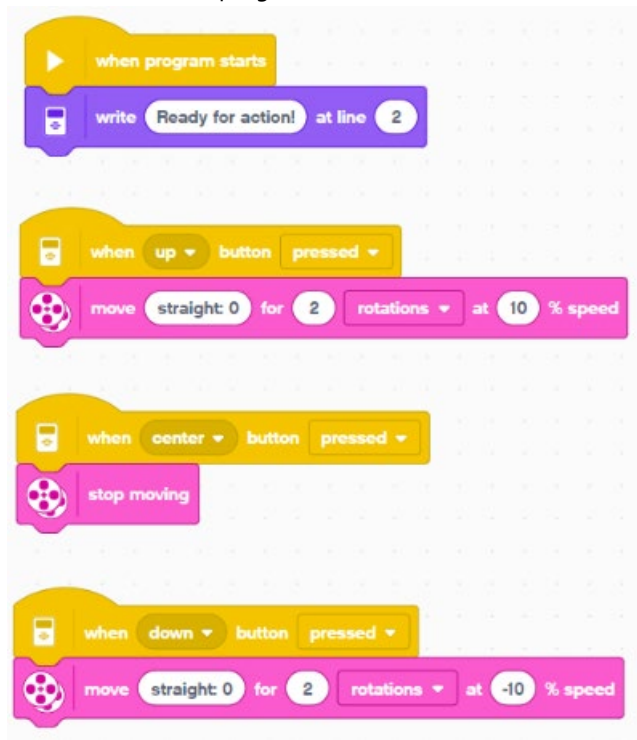 when program starts
write Ready for action! at line 2
when up button pressed
move straight: 0 for 2 rotations at 10 % speed
when center button pressed
stop moving
when down button pressed
move straight: 0 for 2 rotations at -10 % speed